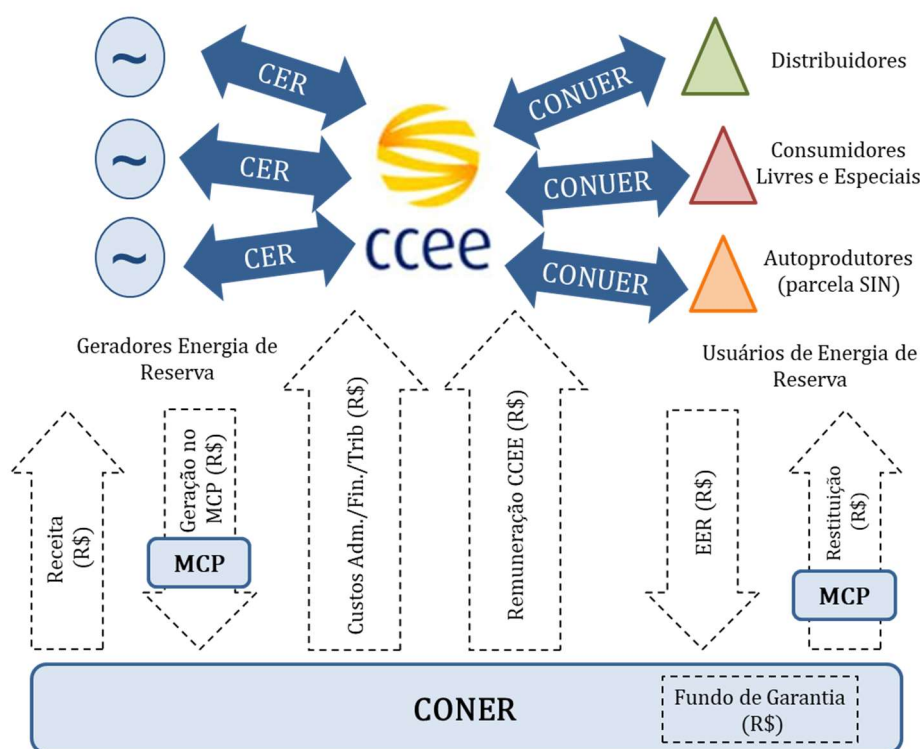 ~
CER
CONUER
Distribuidores
~
CER
CONUER
Consumidores
Livres e Especiais
~
CER
ccee
CONUER
Autoprodutores
(parcela SIN)
Geradores Energia de
Reserva
Usuários de Energia de
Reserva
Receita
(R$)
Geração no
MCP (R$)
MCP
Custos Adm./Fin./Trib (R$)
Remuneração CCEE (R$)
EER (R$)
Restituição
(R$)
MCP
CONER
Fundo de Garantia
(R$)